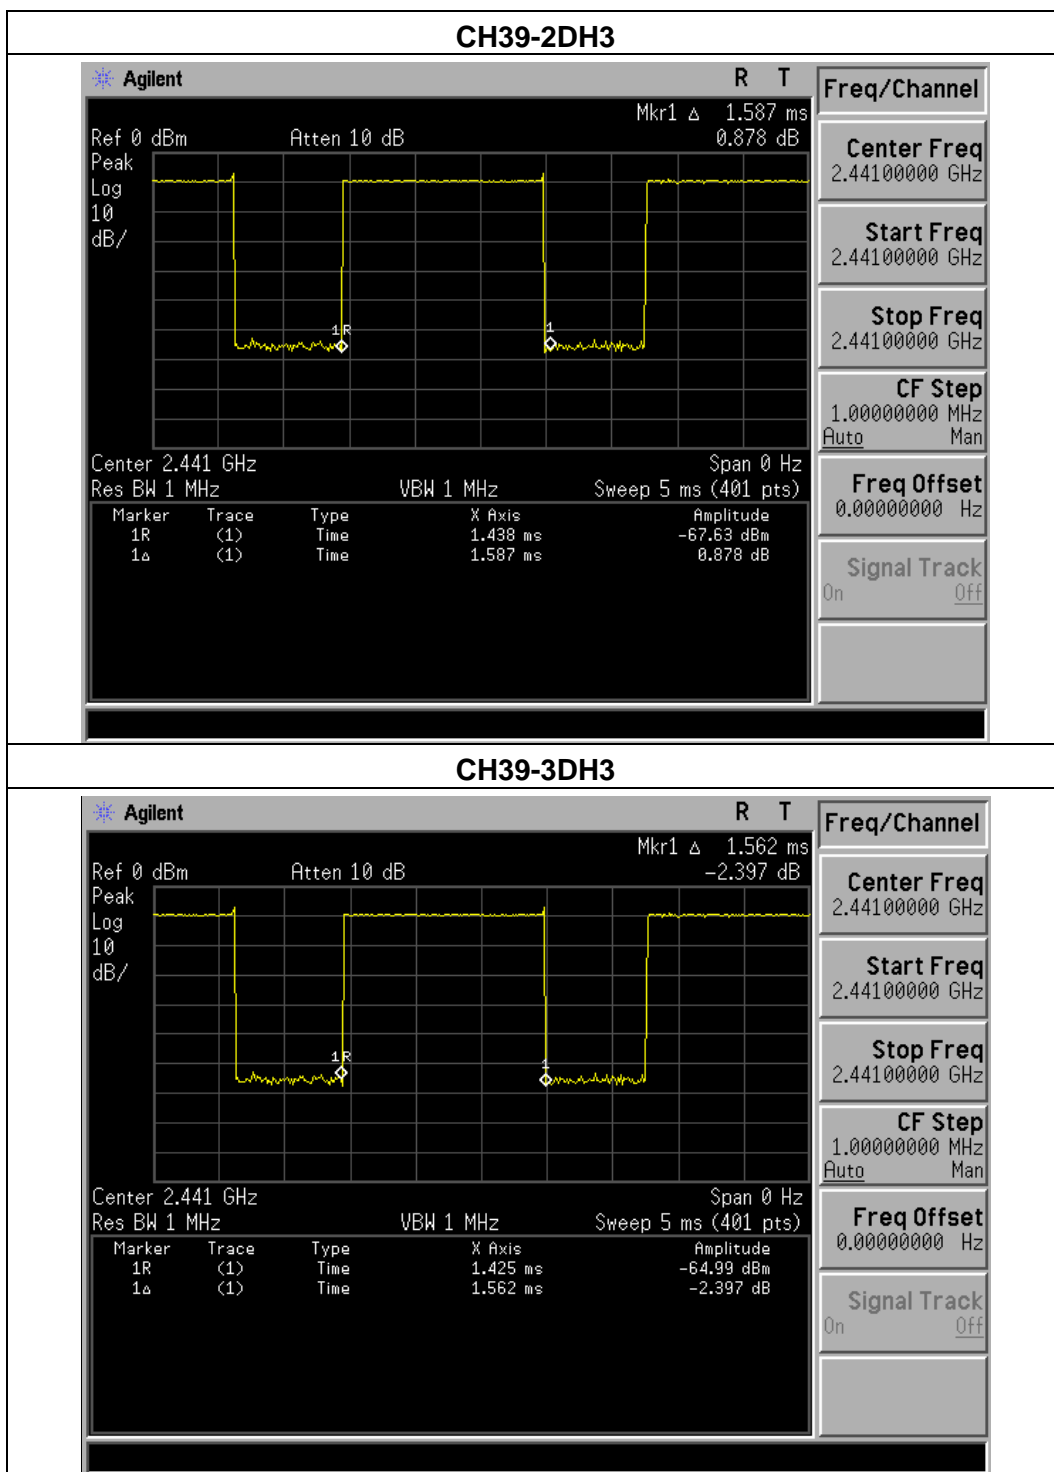 CH39-2DH3
Agilent R T
Freq/Channel
Mkr1 Δ 1.587 ms
Ref 0 dBm Atten 10 dB 0.878 dB
Peak
Log
10
dB/
1R
1
Center 2.441 GHz Span 0 Hz
Res BW 1 MHz VBW 1 MHz Sweep 5 ms (401 pts)
Marker Trace Type X Axis Amplitude
1R (1) Time 1.438 ms -67.63 dBm
1Δ (1) Time 1.587 ms 0.878 dB
Center Freq
2.44100000 GHz
Start Freq
2.44100000 GHz
Stop Freq
2.44100000 GHz
CF Step
1.00000000 MHz
Auto Man
Freq Offset
0.00000000 Hz
Signal Track
On Off
CH39-3DH3
Agilent R T
Freq/Channel
Mkr1 Δ 1.562 ms
Ref 0 dBm Atten 10 dB -2.397 dB
Peak
Log
10
dB/
1R
1
Center 2.441 GHz Span 0 Hz
Res BW 1 MHz VBW 1 MHz Sweep 5 ms (401 pts)
Marker Trace Type X Axis Amplitude
1R (1) Time 1.425 ms -64.99 dBm
1Δ (1) Time 1.562 ms -2.397 dB
Center Freq
2.44100000 GHz
Start Freq
2.44100000 GHz
Stop Freq
2.44100000 GHz
CF Step
1.00000000 MHz
Auto Man
Freq Offset
0.00000000 Hz
Signal Track
On Off